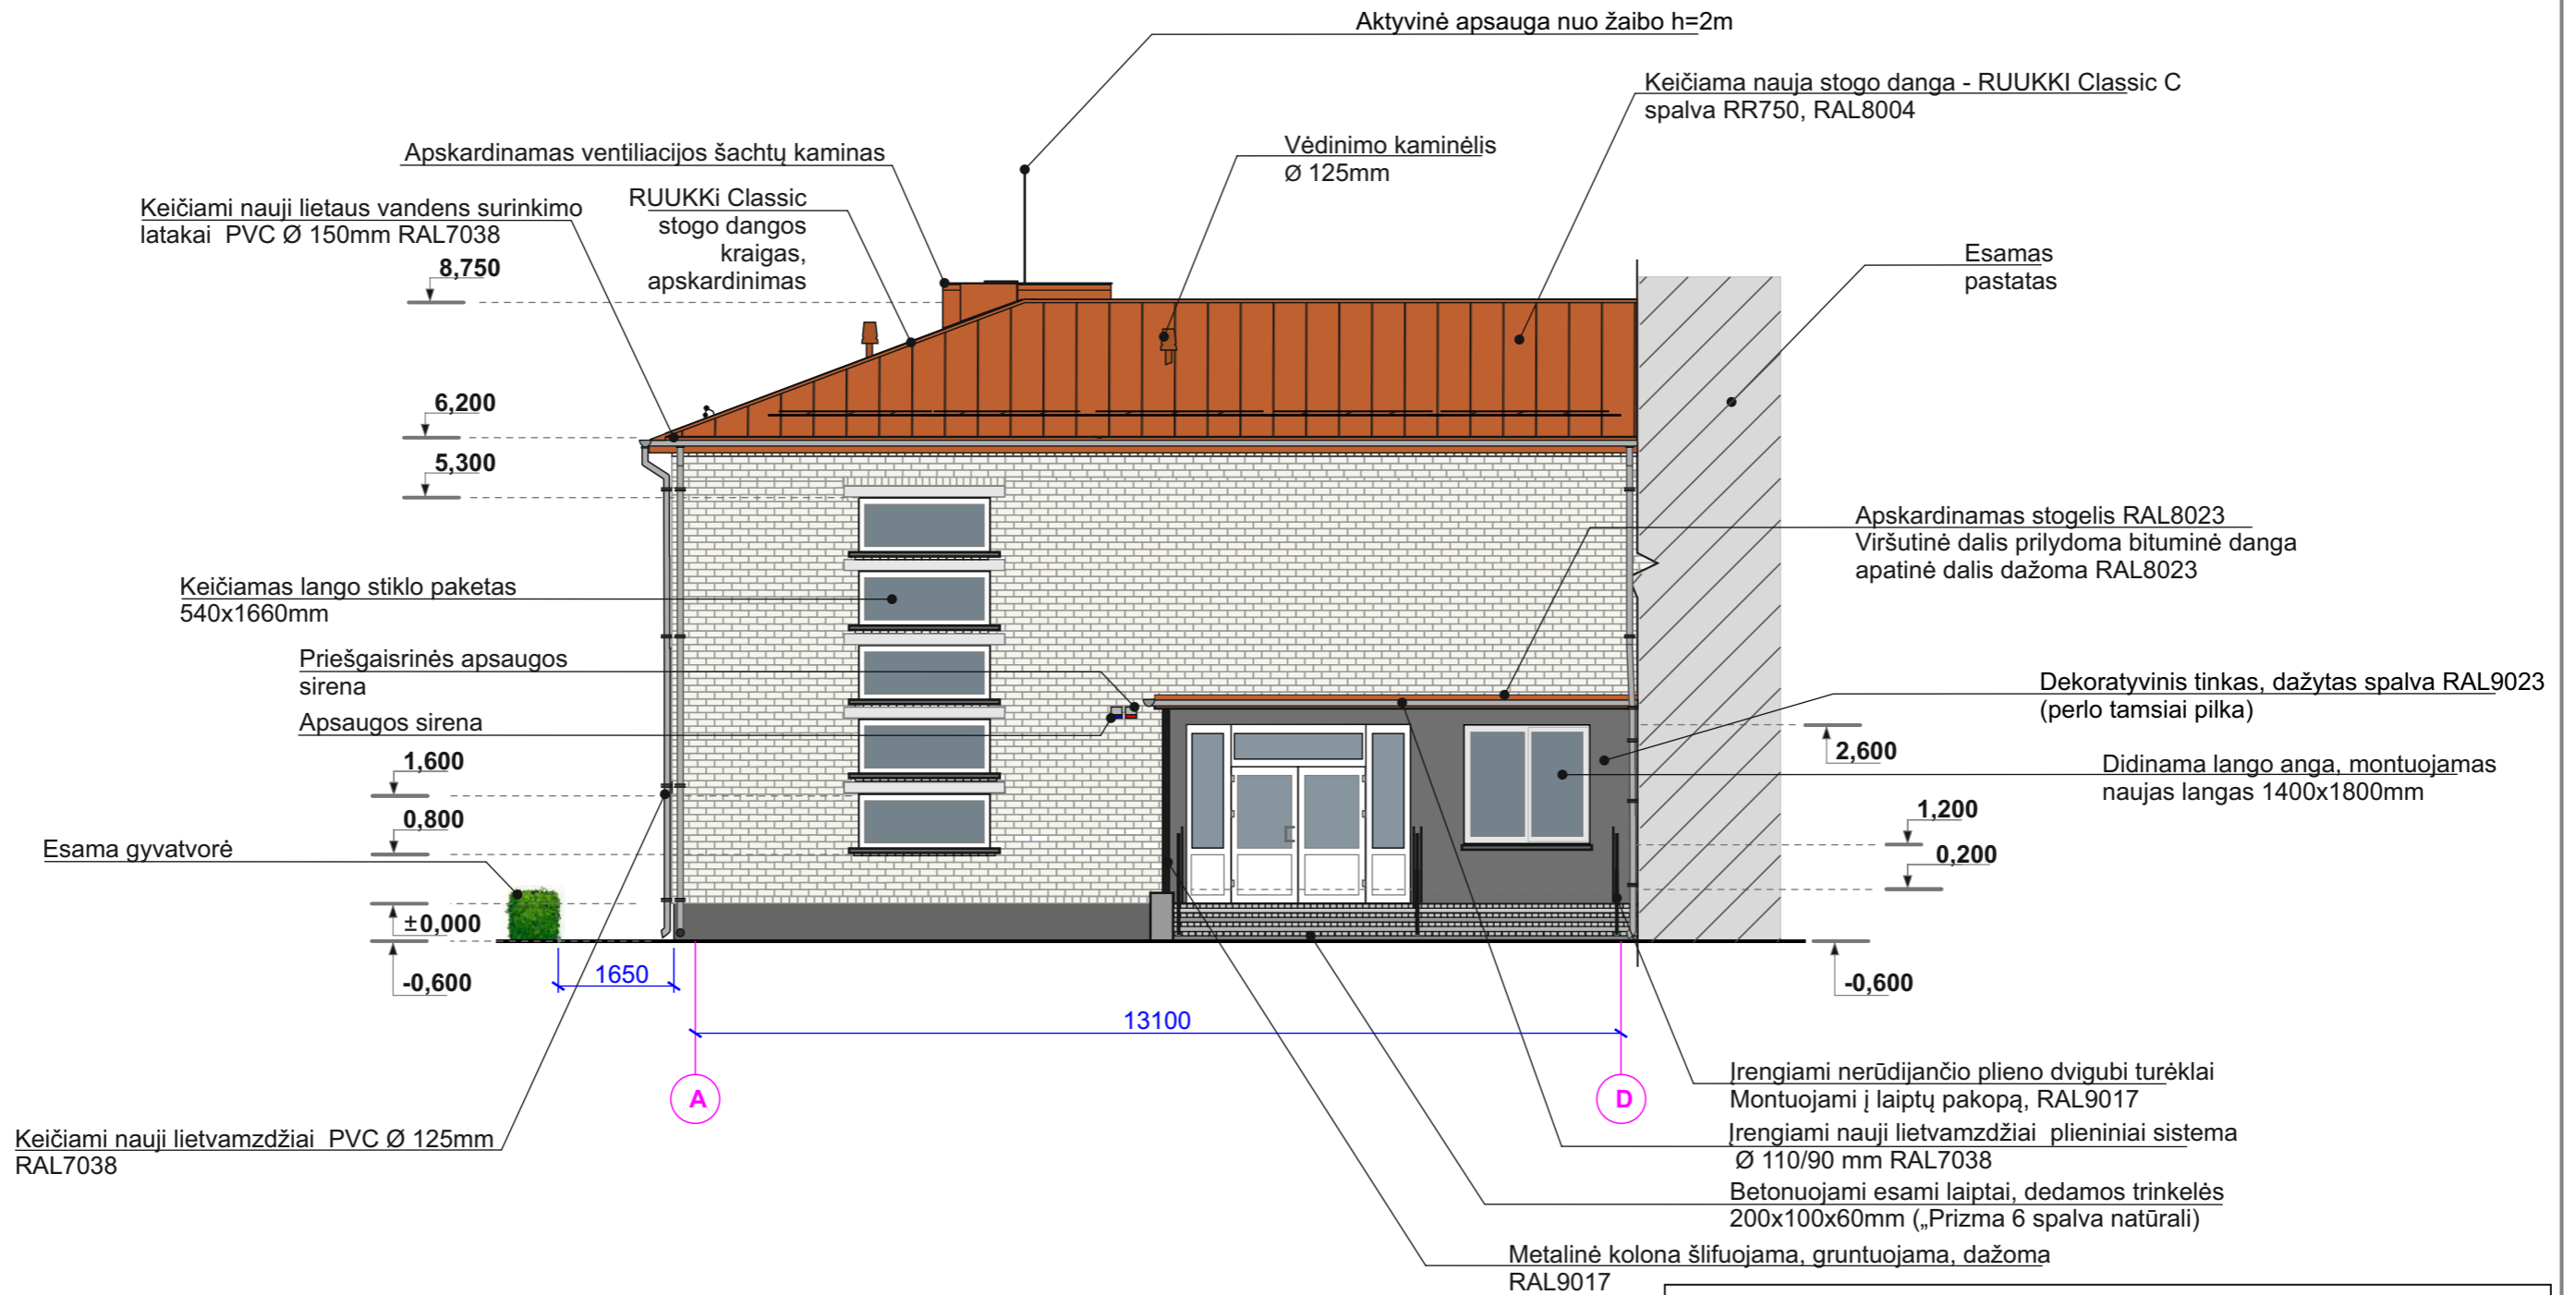 Aktyvinė apsauga nuo žaibo h=2m
Keičiama nauja stogo danga - RUUKKI Classic C
spalva RR750, RAL8004
Vėdinimo kaminėlis
Ø 125mm
Apskardinamas ventiliacijos šachtų kaminas
RUUKKi Classic
stogo dangos
kraigas,
apskardinimas
Keičiami nauji lietaus vandens surinkimo
latakai PVC Ø 150mm RAL7038
8,750
Esamas
pastatas
6,200
5,300
Apskardinamas stogelis RAL8023
Viršutinė dalis prilydoma bituminė danga
apatinė dalis dažoma RAL8023
Keičiamas lango stiklo paketas
540x1660mm
Priešgaisrinės apsaugos
sirena
Apsaugos sirena
Dekoratyvinis tinkas, dažytas spalva RAL9023
(perlo tamsiai pilka)
2,600
Didinama lango anga, montuojamas
naujas langas 1400x1800mm
1,600
0,800
1,200
0,200
Esama gyvatvorė
±0,000
-0,600
-0,600
1650
13100
A
D
Įrengiami nerūdijančio plieno dvigubi turėklai
Montuojami į laiptų pakopą, RAL9017
Įrengiami nauji lietvamzdžiai plieniniai sistema
Ø 110/90 mm RAL7038
Keičiami nauji lietvamzdžiai PVC Ø 125mm
RAL7038
Betonuojami esami laiptai, dedamos trinkelės
200x100x60mm („Prizma 6 spalva natūrali)
Metalinė kolona šlifuojama, gruntuojama, dažoma
RAL9017